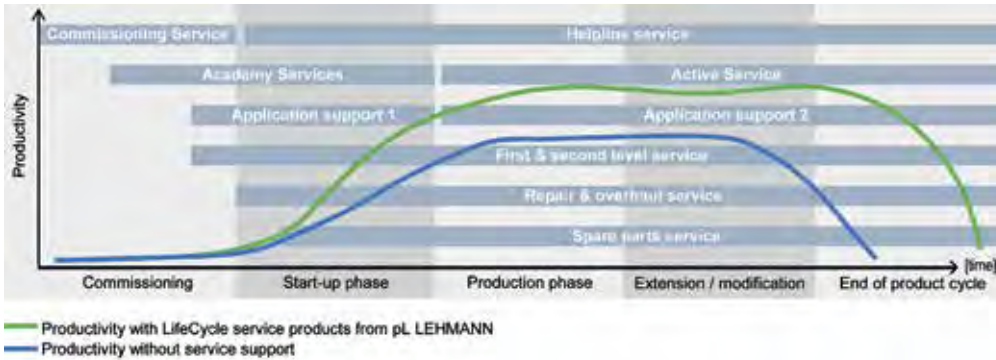 Commissioning Service
Helpline service
Academy Services
Active Service
Application support 1
Application support 2
First & second level service
Repair & overhaul service
Spare parts service
Productivity
[time]
Commissioning
Start-up phase
Production phase
Extension / modification
End of product cycle
Productivity with LifeCycle service products from pL LEHMANN
Productivity without service support